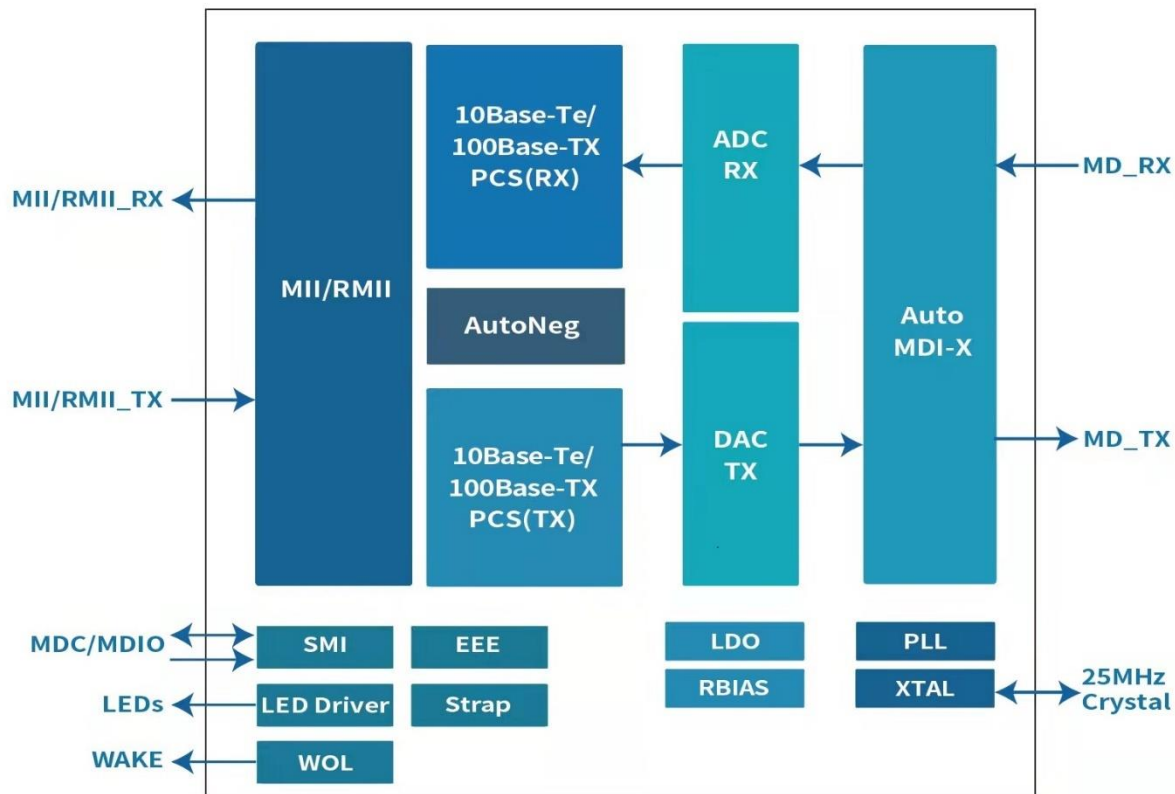 10Base-Te/
100Base-TX
PCS(RX)
ADC
RX
MD_RX
MII/RMII_RX
MII/RMII
AutoNeg
Auto
MDI-X
MII/RMII_TX
10Base-Te/
100Base-TX
PCS(TX)
DAC
TX
MD_TX
MDC/MDIO
SMI
EEE
LDO
PLL
LEDs
LED Driver
Strap
RBIAS
XTAL
25MHz
Crystal
WAKE
WOL